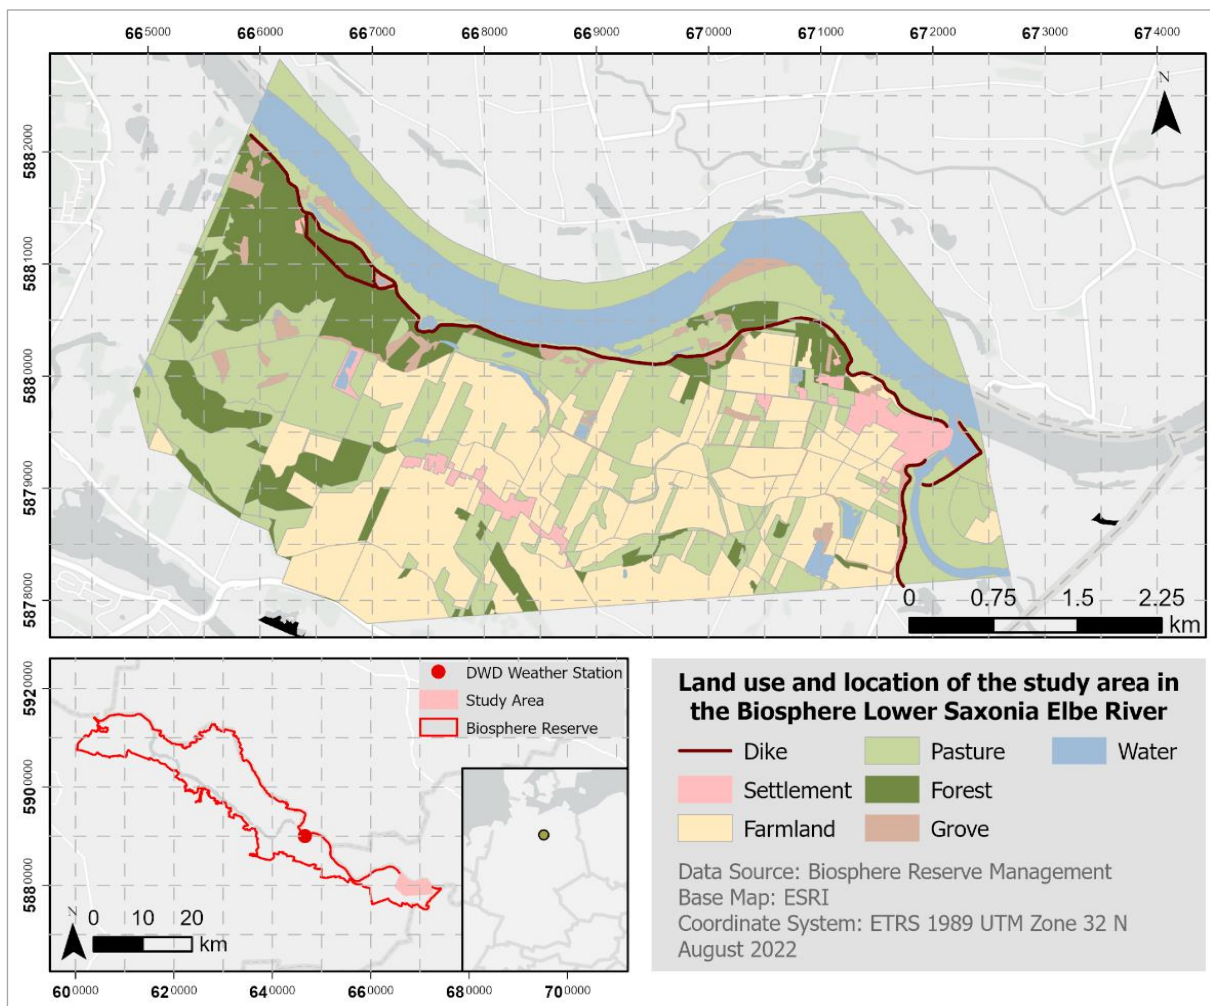 665000 666000 667000 668000 669000 670000 671000 672000 673000 674000
N
5882000
5881000
5880000
5879000
5878000
0 0.75 1.5 2.25
km
DWD Weather Station
Study Area
Biosphere Reserve
5920000
5900000
5880000
N
0 10 20
km
600000 620000 640000 660000 680000 700000
Land use and location of the study area in
the Biosphere Lower Saxonia Elbe River
Dike Pasture Water
Settlement Forest
Farmland Grove
Data Source: Biosphere Reserve Management
Base Map: ESRI
Coordinate System: ETRS 1989 UTM Zone 32 N
August 2022